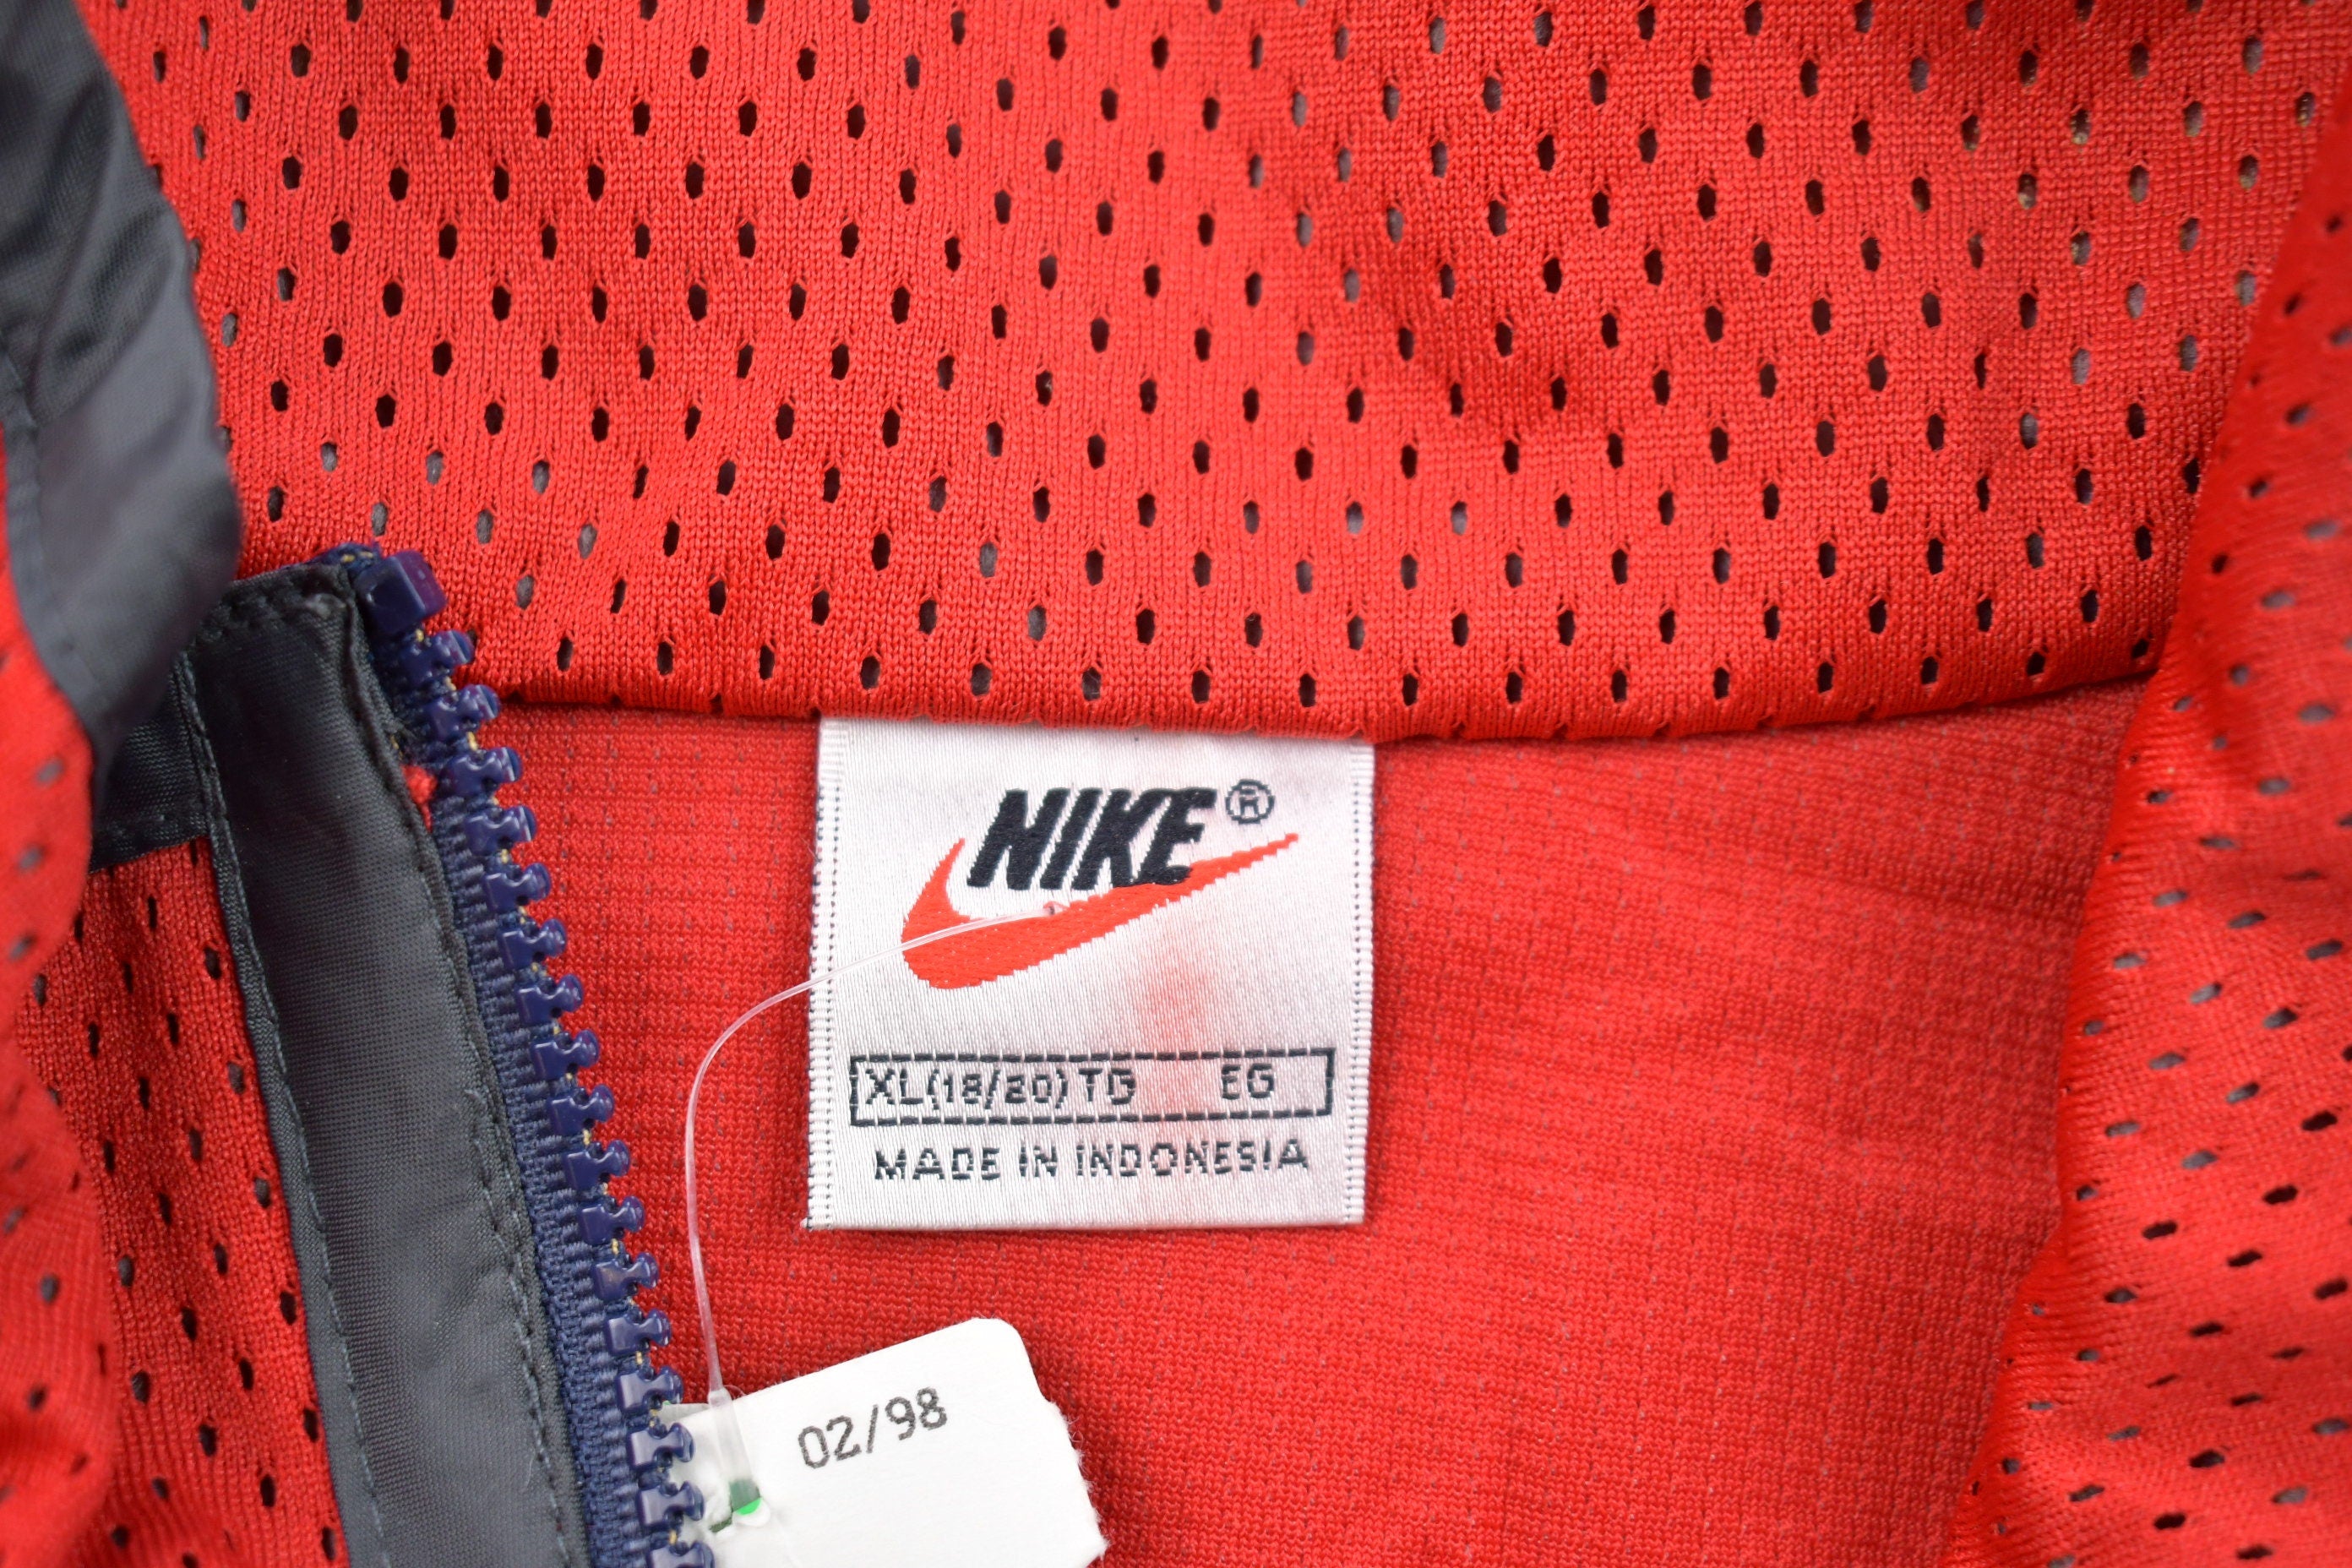 NIKE®
XL(18/20) TG EG
MADE IN INDONESIA
02/98